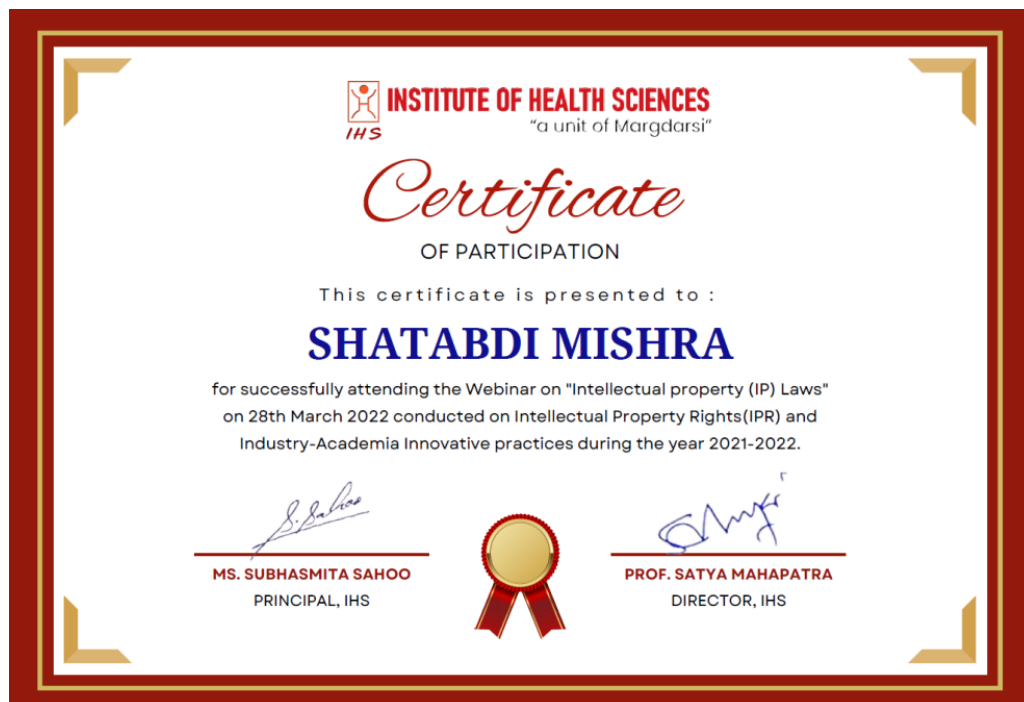 INSTITUTE OF HEALTH SCIENCES
IHS
"a unit of Margdarsi"
Certificate
OF PARTICIPATION
This certificate is presented to :
SHATABDI MISHRA
for successfully attending the Webinar on "Intellectual property (IP) Laws"
on 28th March 2022 conducted on Intellectual Property Rights(IPR) and
Industry-Academia Innovative practices during the year 2021-2022.
S. Sahoo
MS. SUBHASMITA SAHOO
PRINCIPAL, IHS
PROF. SATYA MAHAPATRA
DIRECTOR, IHS